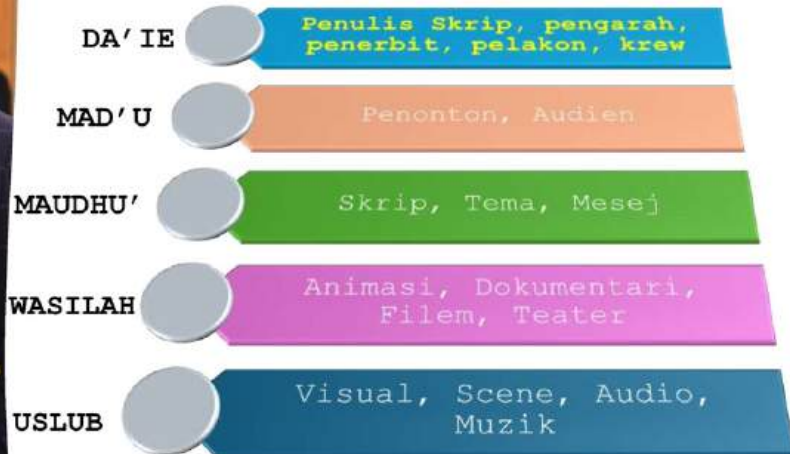 DA'IE
Penulis Skrip, pengarah,
penerbit, pelakon, krew
MAD'U
Penonton, Audien
MAUDHU'
Skrip, Tema, Mesej
WASILAH
Animasi, Dokumentari,
Filem, Teater
USLUB
Visual, Scene, Audio,
Muzik